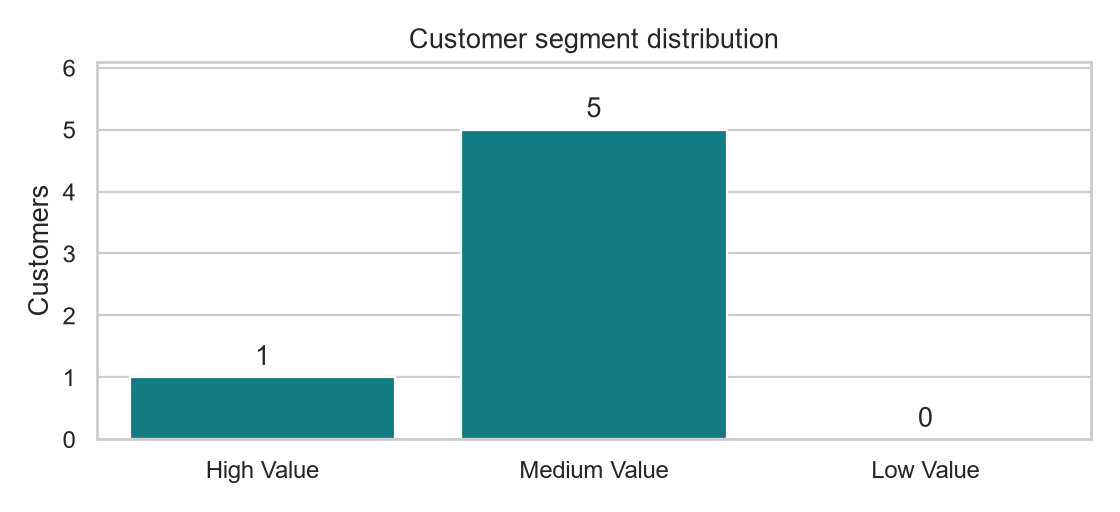 Customer segment distribution
6
5
4
3
2
1
0
Customers
1
5
0
High Value
Medium Value
Low Value